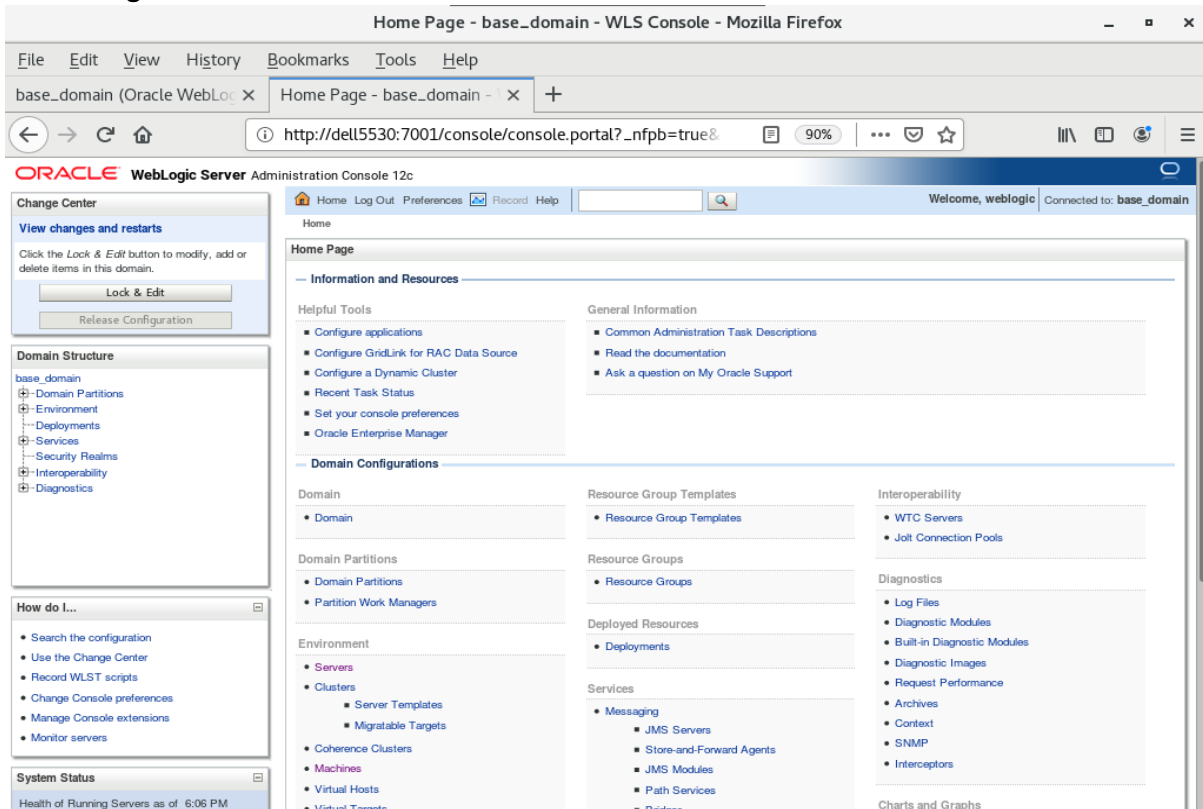 Home Page - base_domain - WLS Console - Mozilla Firefox
File Edit View History Bookmarks Tools Help
base_domain (Oracle WebLog
Home Page - base_domain -
http://dell5530:7001/console/console.portal?_nfpb=true&
90%
ORACLE WebLogic Server Administration Console 12c
Change Center
View changes and restarts
Click the Lock & Edit button to modify, add or
delete items in this domain.
Lock & Edit
Release Configuration
Domain Structure
base_domain
Domain Partitions
Environment
Deployments
Services
Security Realms
Interoperability
Diagnostics
How do I...
Search the configuration
Use the Change Center
Record WLST scripts
Change Console preferences
Manage Console extensions
Monitor servers
System Status
Health of Running Servers as of 6:06 PM
Home Log Out Preferences Record Help
Welcome, weblogic
Connected to: base_domain
Home
Home Page
Information and Resources
Helpful Tools
Configure applications
Configure GridLink for RAC Data Source
Configure a Dynamic Cluster
Recent Task Status
Set your console preferences
Oracle Enterprise Manager
General Information
Common Administration Task Descriptions
Read the documentation
Ask a question on My Oracle Support
Domain Configurations
Domain
Domain
Domain Partitions
Domain Partitions
Partition Work Managers
Environment
Servers
Clusters
Server Templates
Migratable Targets
Coherence Clusters
Machines
Virtual Hosts
Virtual Targets
Resource Group Templates
Resource Group Templates
Resource Groups
Resource Groups
Deployed Resources
Deployments
Services
Messaging
JMS Servers
Store-and-Forward Agents
JMS Modules
Path Services
Bridges
Interoperability
WTC Servers
Jolt Connection Pools
Diagnostics
Log Files
Diagnostic Modules
Built-in Diagnostic Modules
Diagnostic Images
Request Performance
Archives
Context
SNMP
Interceptors
Charts and Graphs